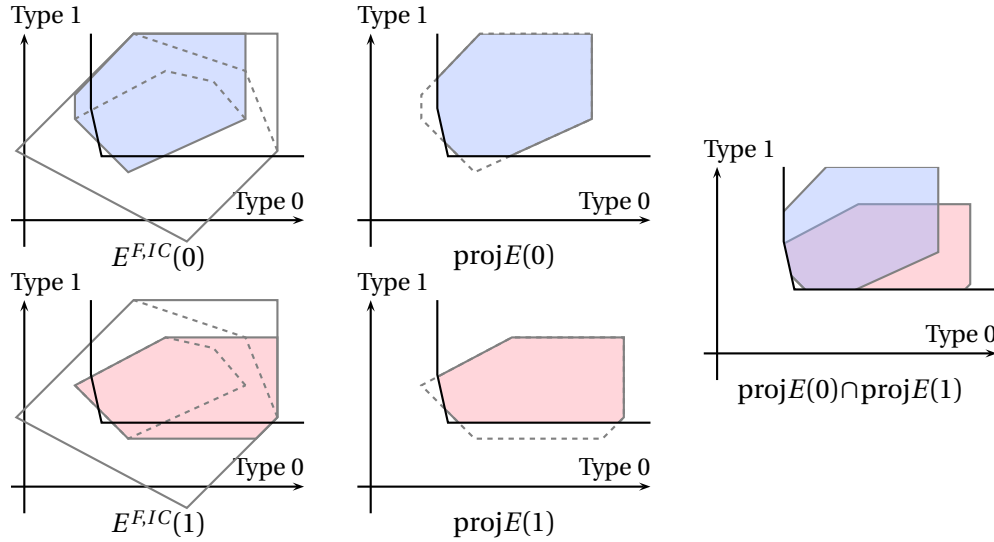 Type 1
Type 0
E^{F,IC}(0)
Type 1
Type 0
projE(0)
Type 1
Type 0
E^{F,IC}(1)
Type 1
Type 0
projE(1)
Type 1
Type 0
projE(0)∩projE(1)